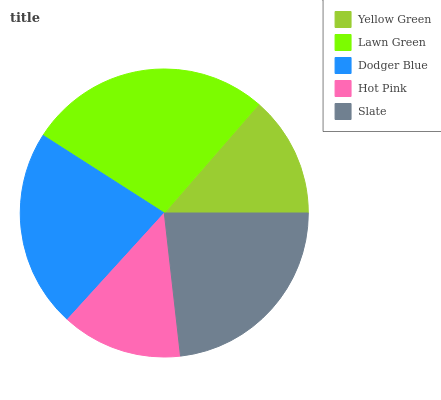 title
Yellow Green
Lawn Green
Dodger Blue
Hot Pink
Slate